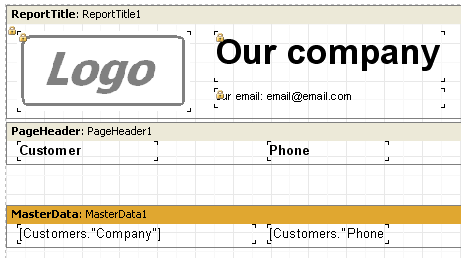 ReportTitle: ReportTitle1
Logo
Our company
ur email: email@email.com
PageHeader: PageHeader1
Customer Phone
MasterData: MasterData1
[Customers."Company"] [Customers."Phone